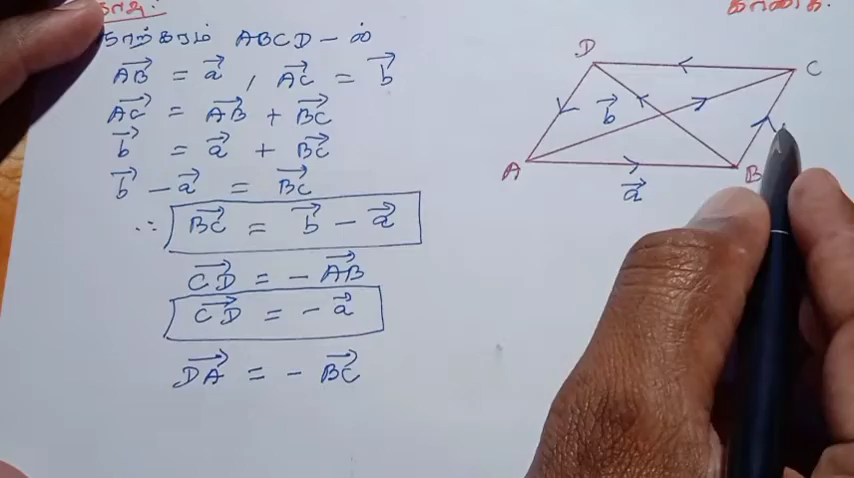 நாற்கரம் ABCD - ல்
AB⃗ = a⃗ , AC⃗ = b⃗
AC⃗ = AB⃗ + BC⃗
b⃗ = a⃗ + BC⃗
b⃗ - a⃗ = BC⃗
∴ BC⃗ = b⃗ - a⃗
CD⃗ = - AB⃗
CD⃗ = - a⃗
DA⃗ = - BC⃗
D
C
b⃗
A
B
a⃗